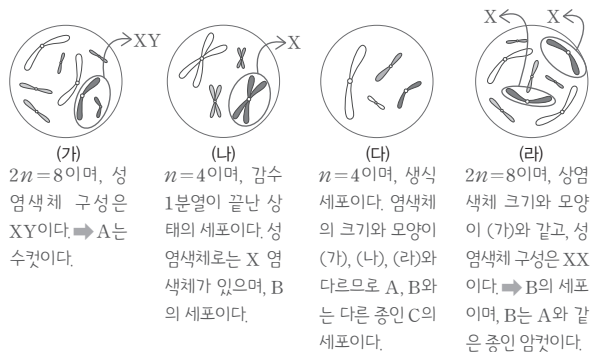 XY
X
X
X
(가)
2n=8이며, 성
염색체 구성은
XY이다. ➡ A는
수컷이다.
(나)
n=4이며, 감수
1분열이 끝난 상
태의 세포이다. 성
염색체로는 X 염
색체가 있으며, B
의 세포이다.
(다)
n=4이며, 생식
세포이다. 염색체
의 크기와 모양이
(가), (나), (라)와
다르므로 A, B와
는 다른 종인 C의
세포이다.
(라)
2n=8이며, 상염
색체 크기와 모양
이 (가)와 같고, 성
염색체 구성은 XX
이다. ➡ B의 세포
이며, B는 A와 같
은 종인 암컷이다.